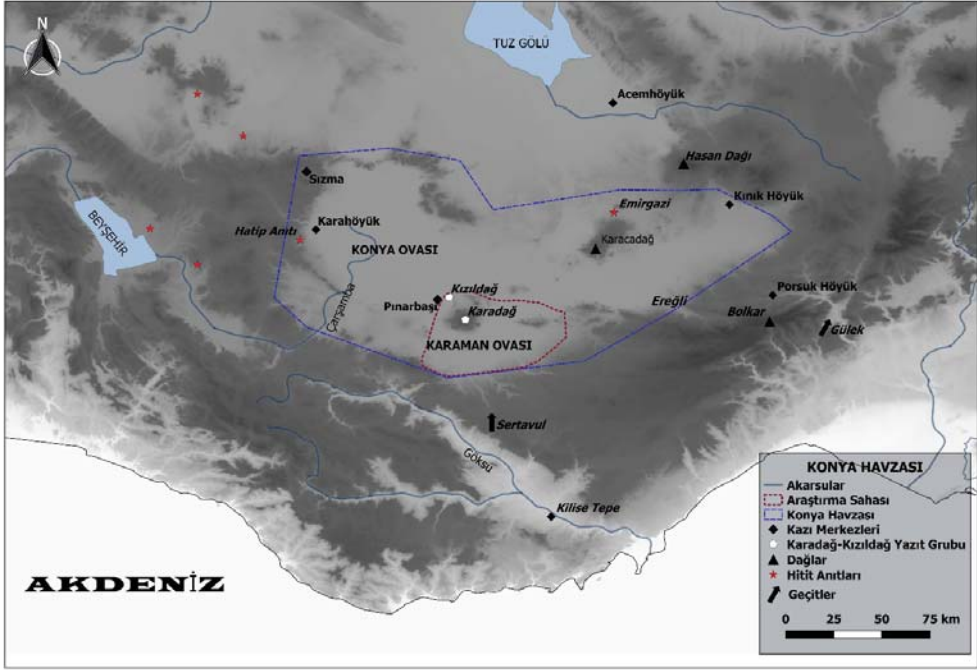 N
TUZ GÖLÜ
Acemhöyük
Hasan Dağı
Sızma
Kınık Höyük
Emirgazi
BEYŞEHİR
Karahöyük
Hatip Anıtı
KONYA OVASI
Karacadağ
Çarşamba
Kızıldağ
Pınarbaşı
Karadağ
Ereğli
Porsuk Höyük
Bolkar
Gülek
KARAMAN OVASI
Sertavul
Göksü
Kilise Tepe
AKDENİZ
KONYA HAVZASI
Akarsular
Araştırma Sahası
Konya Havzası
Kazı Merkezleri
Karadağ-Kızıldağ Yazıt Grubu
Dağlar
Hitit Anıtları
Geçitler
0 25 50 75 km